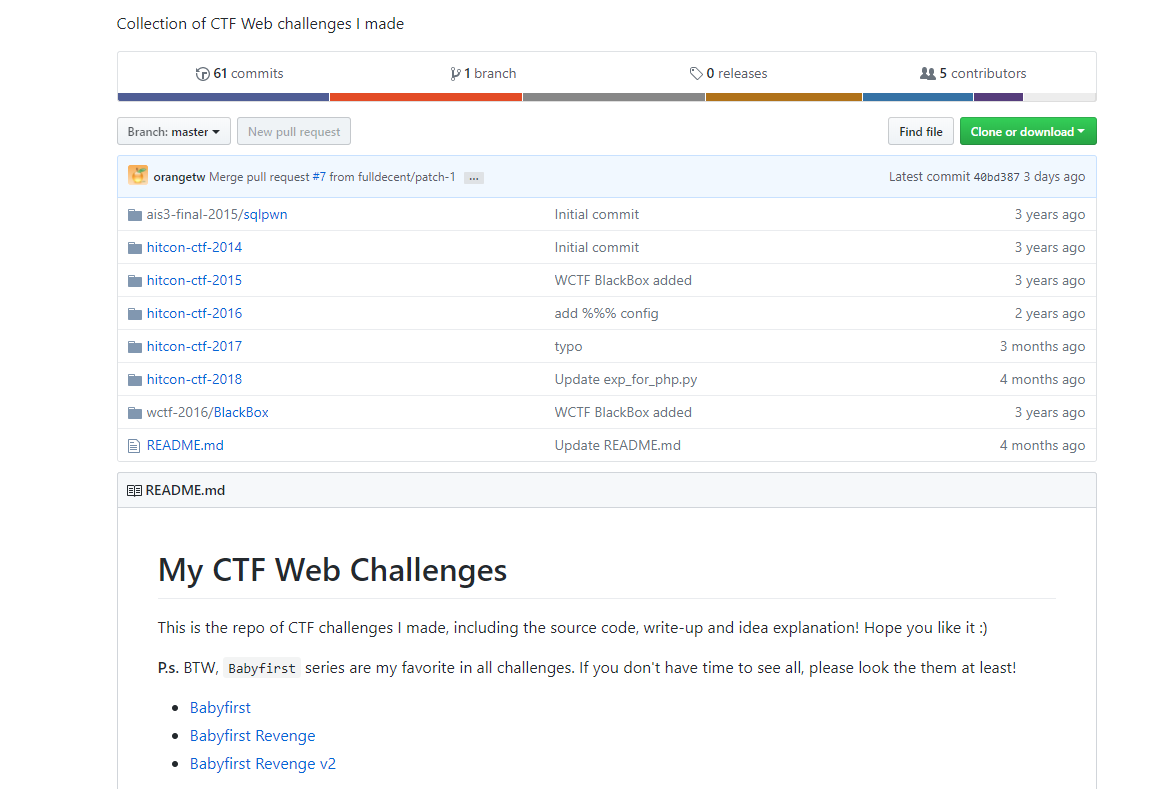 Collection of CTF Web challenges I made
61 commits 1 branch 0 releases 5 contributors
Branch: master New pull request Find file Clone or download
orangetw Merge pull request #7 from fulldecent/patch-1 ... Latest commit 40bd387 3 days ago
ais3-final-2015/sqlpwn Initial commit 3 years ago
hitcon-ctf-2014 Initial commit 3 years ago
hitcon-ctf-2015 WCTF BlackBox added 3 years ago
hitcon-ctf-2016 add %%% config 2 years ago
hitcon-ctf-2017 typo 3 months ago
hitcon-ctf-2018 Update exp_for_php.py 4 months ago
wctf-2016/BlackBox WCTF BlackBox added 3 years ago
README.md Update README.md 4 months ago
README.md
My CTF Web Challenges
This is the repo of CTF challenges I made, including the source code, write-up and idea explanation! Hope you like it :)
P.s. BTW, Babyfirst series are my favorite in all challenges. If you don't have time to see all, please look the them at least!
• Babyfirst
• Babyfirst Revenge
• Babyfirst Revenge v2